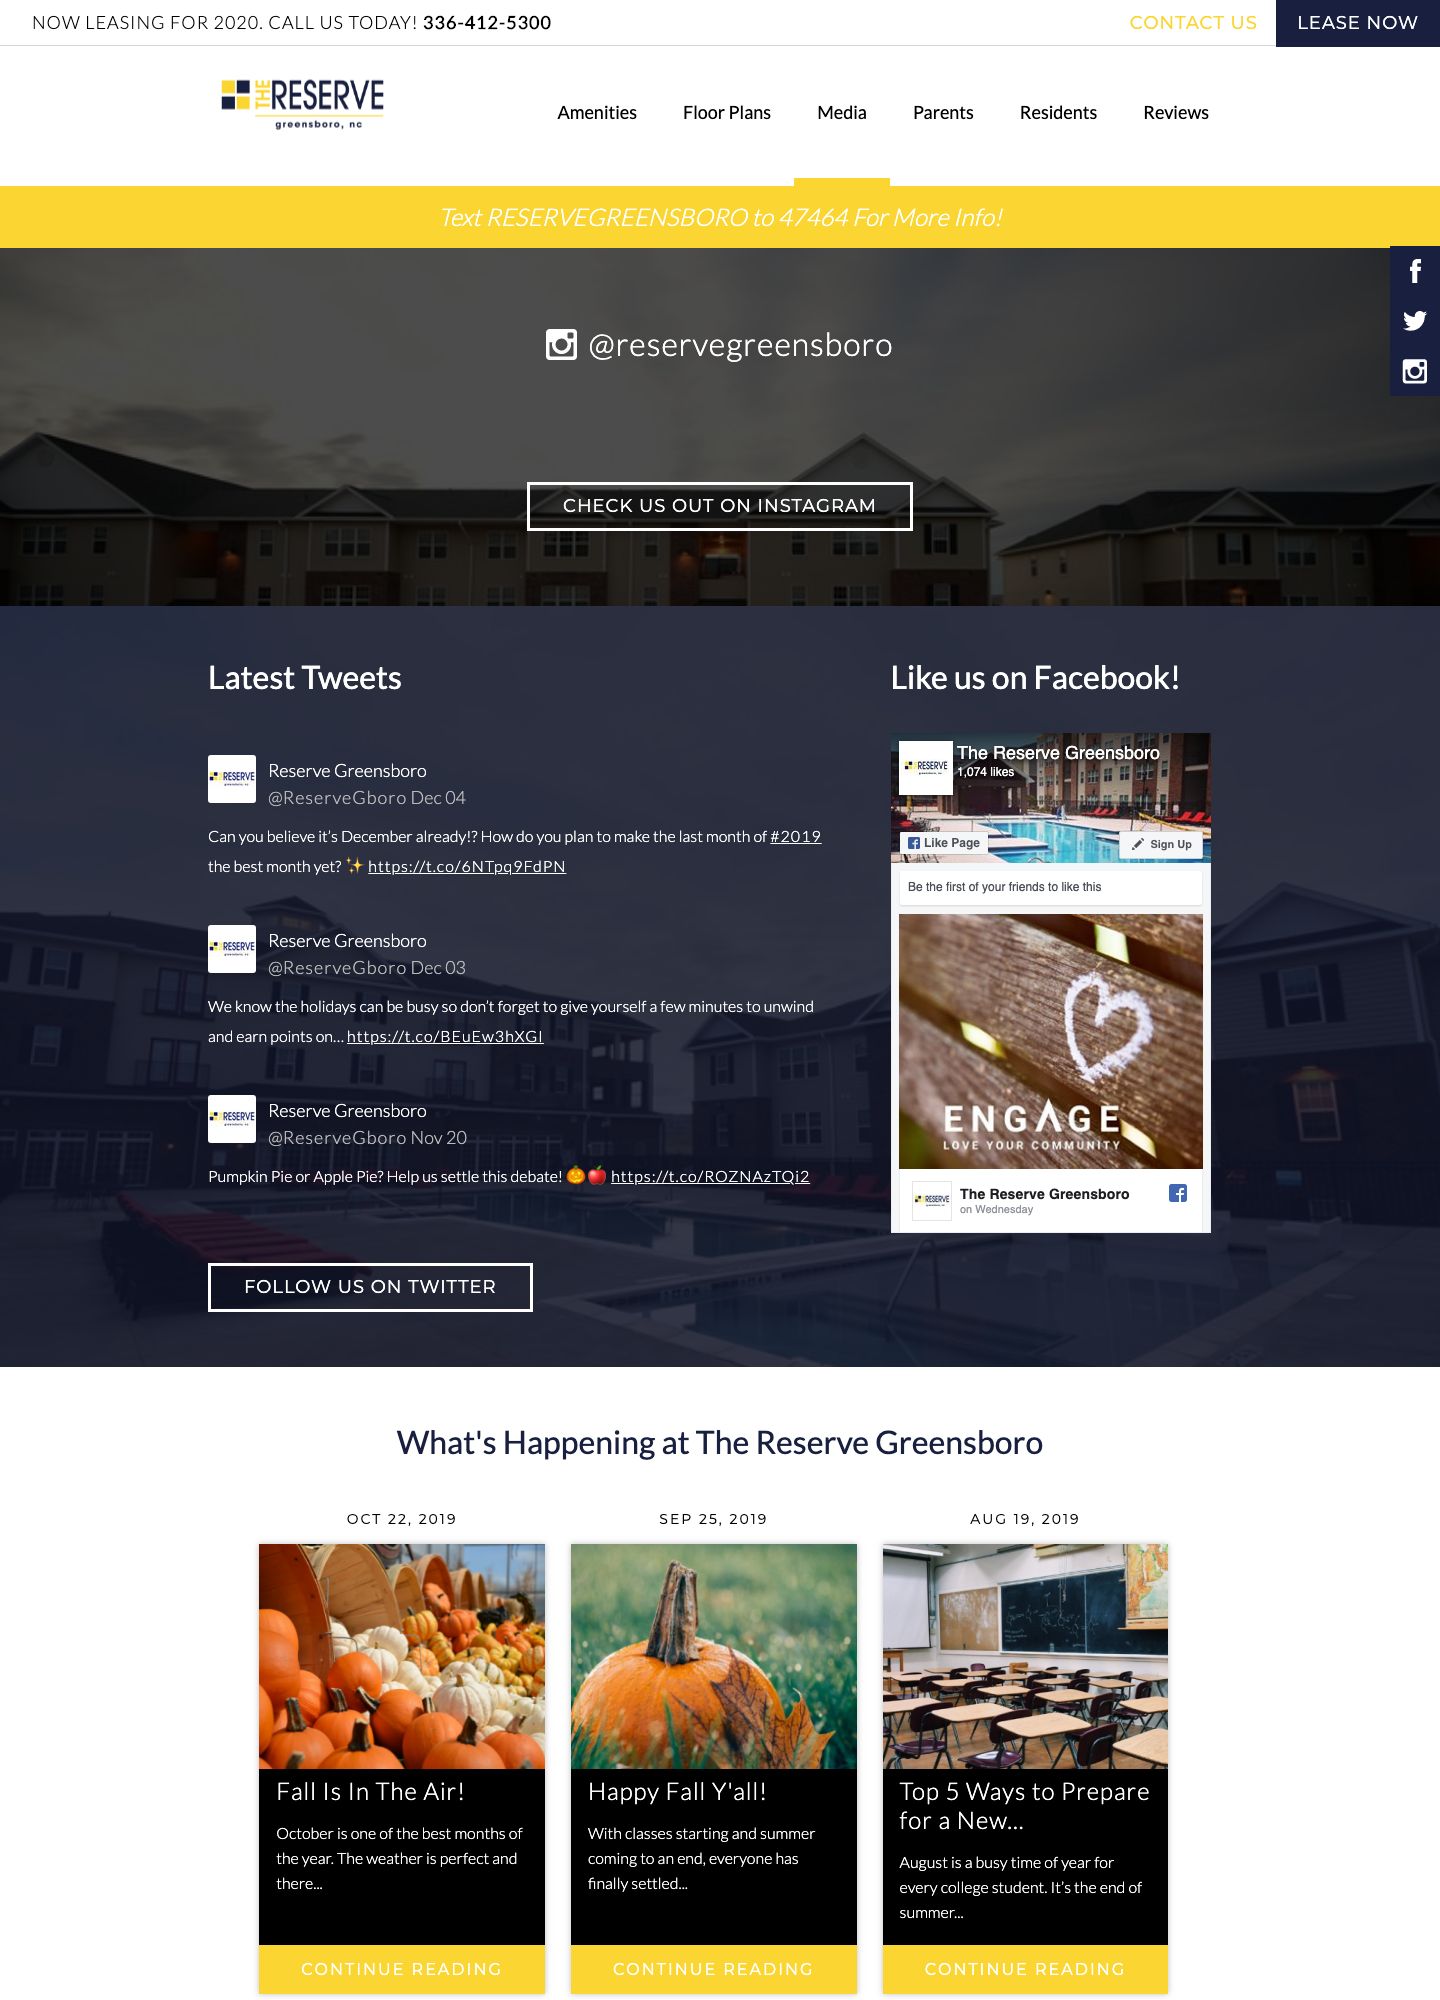 NOW LEASING FOR 2020. CALL US TODAY! 336-412-5300
CONTACT US
LEASE NOW
THE RESERVE
greensboro, nc
Amenities
Floor Plans
Media
Parents
Residents
Reviews
Text RESERVEGREENSBORO to 47464 For More Info!
@reservegreensboro
CHECK US OUT ON INSTAGRAM
Latest Tweets
RESERVE
Reserve Greensboro
@ReserveGboro Dec 04
Can you believe it’s December already!? How do you plan to make the last month of #2019
the best month yet? ✨ https://t.co/6NTpq9FdPN
RESERVE
Reserve Greensboro
@ReserveGboro Dec 03
We know the holidays can be busy so don’t forget to give yourself a few minutes to unwind
and earn points on… https://t.co/BEuEw3hXGI
RESERVE
Reserve Greensboro
@ReserveGboro Nov 20
Pumpkin Pie or Apple Pie? Help us settle this debate! 🎃🍎 https://t.co/ROZNAzTQi2
FOLLOW US ON TWITTER
Like us on Facebook!
RESERVE
The Reserve Greensboro
1,074 likes
Like Page
Sign Up
Be the first of your friends to like this
ENGAGE
LOVE YOUR COMMUNITY
RESERVE
The Reserve Greensboro
on Wednesday
What's Happening at The Reserve Greensboro
OCT 22, 2019
Fall Is In The Air!
October is one of the best months of
the year. The weather is perfect and
there...
CONTINUE READING
SEP 25, 2019
Happy Fall Y'all!
With classes starting and summer
coming to an end, everyone has
finally settled...
CONTINUE READING
AUG 19, 2019
Top 5 Ways to Prepare
for a New...
August is a busy time of year for
every college student. It’s the end of
summer...
CONTINUE READING